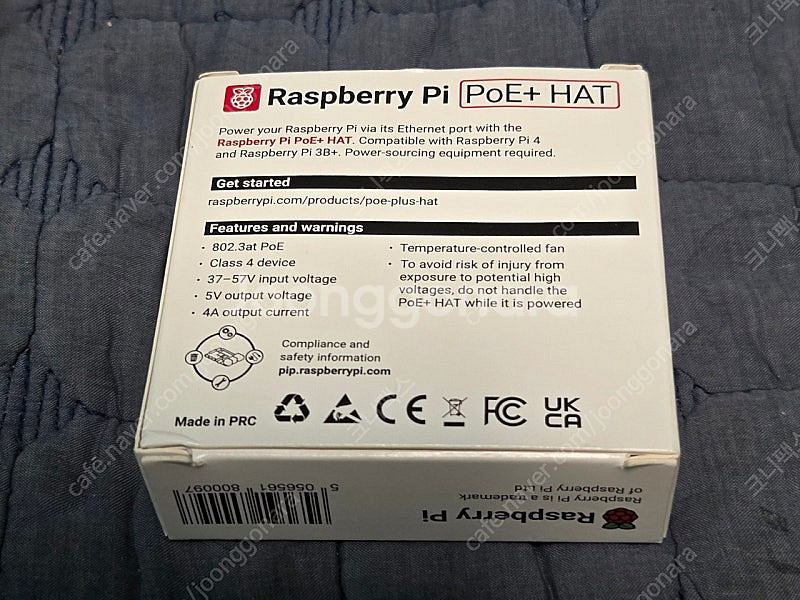 Raspberry Pi PoE+ HAT
Power your Raspberry Pi via its Ethernet port with the
Raspberry Pi PoE+ HAT. Compatible with Raspberry Pi 4
and Raspberry Pi 3B+. Power-sourcing equipment required.
Get started
raspberrypi.com/products/poe-plus-hat
Features and warnings
· 802.3at PoE
· Class 4 device
· 37–57V input voltage
· 5V output voltage
· 4A output current
· Temperature-controlled fan
· To avoid risk of injury from
exposure to potential high
voltages, do not handle the
PoE+ HAT while it is powered
Compliance and
safety information
pip.raspberrypi.com
Made in PRC
CE
FC
UK
CA
Raspberry Pi
Raspberry Pi is a trademark
of Raspberry Pi Ltd
5 056561 800097
joonggonara
cafe.naver.com/joonggonara
크니팩스